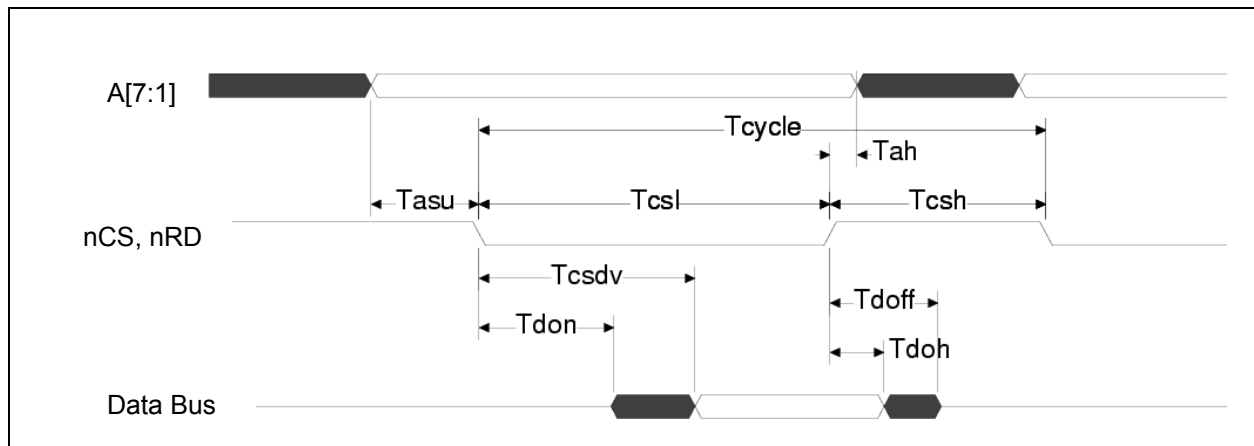 A[7:1]
Tcycle
Tah
Tasu
Tcsl
Tcsh
nCS, nRD
Tcsdv
Tdoff
Tdon
Tdoh
Data Bus